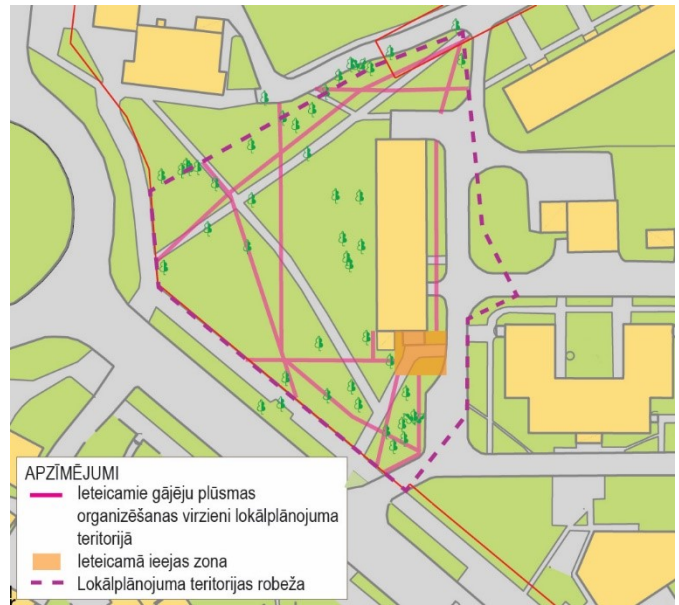 APZĪMĒJUMI
Ieteicamie gājēju plūsmas
organizēšanas virzieni lokālplānojuma
teritorijā
Ieteicamā ieejas zona
Lokālplānojuma teritorijas robeža